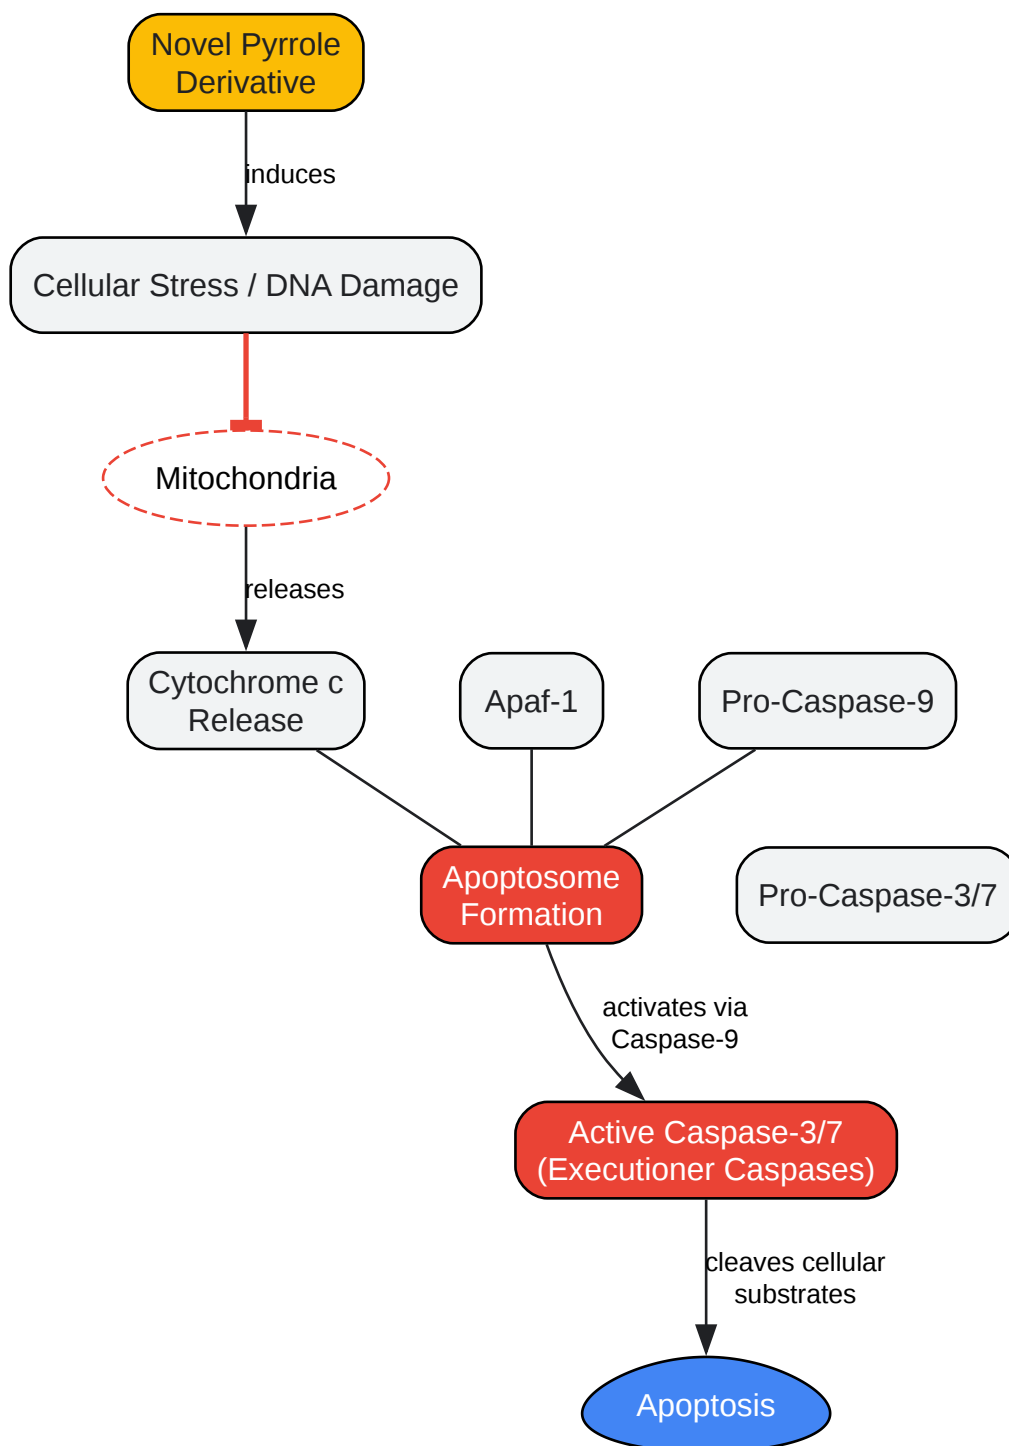 Novel Pyrrole
Derivative
induces
Cellular Stress / DNA Damage
Mitochondria
releases
Cytochrome c
Release
Apaf-1
Pro-Caspase-9
Apoptosome
Formation
Pro-Caspase-3/7
activates via
Caspase-9
Active Caspase-3/7
(Executioner Caspases)
cleaves cellular
substrates
Apoptosis